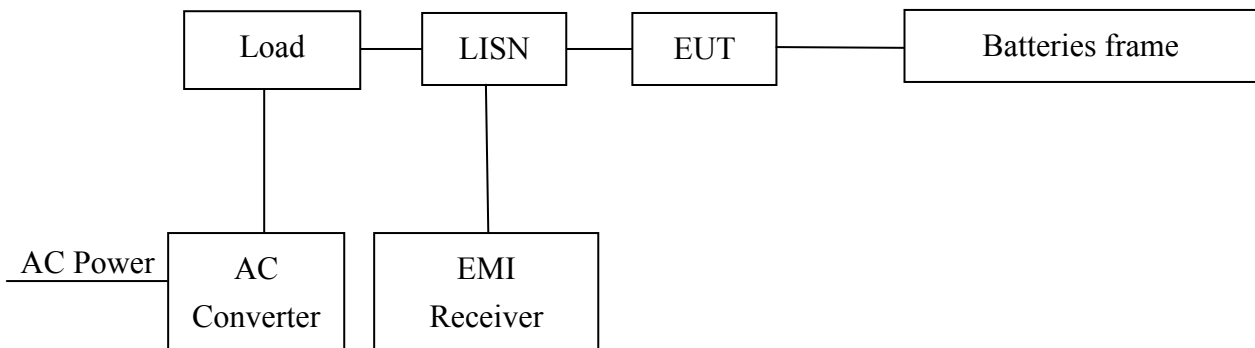 Load
LISN
EUT
Batteries frame
AC Power
AC
Converter
EMI
Receiver